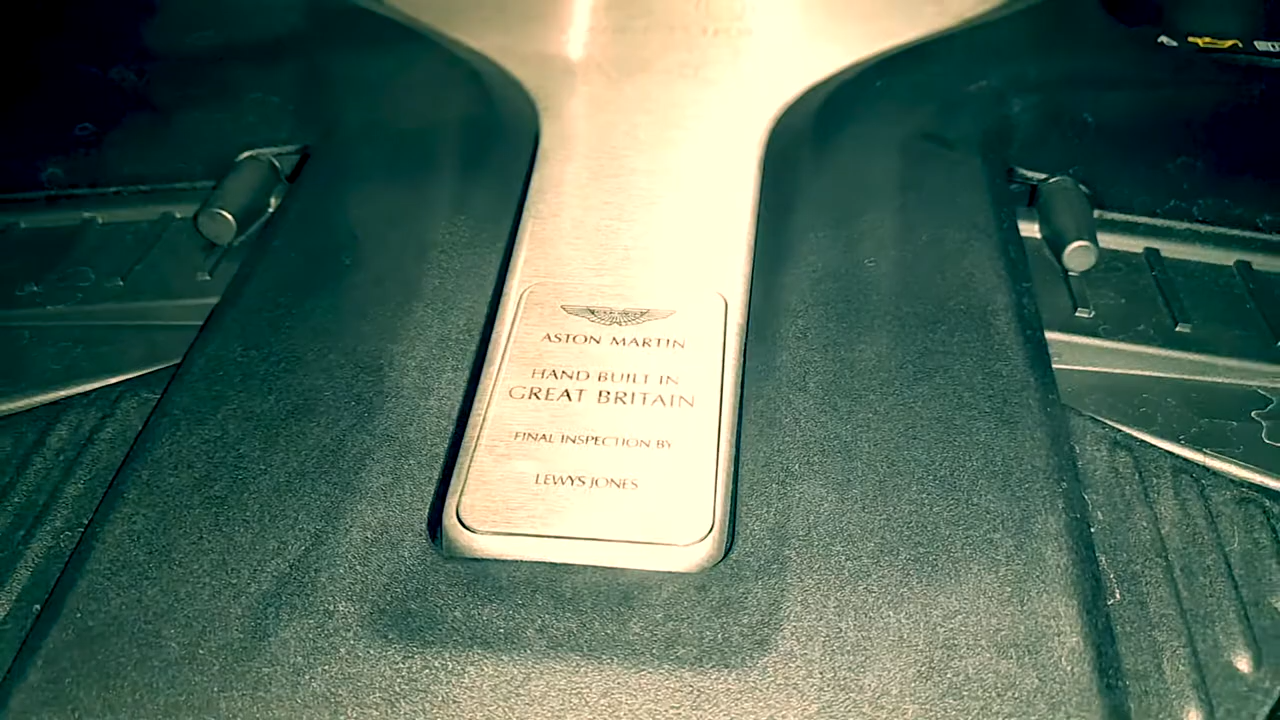 ASTON MARTIN
HAND BUILT IN
GREAT BRITAIN
FINAL INSPECTION BY
LEWYS JONES